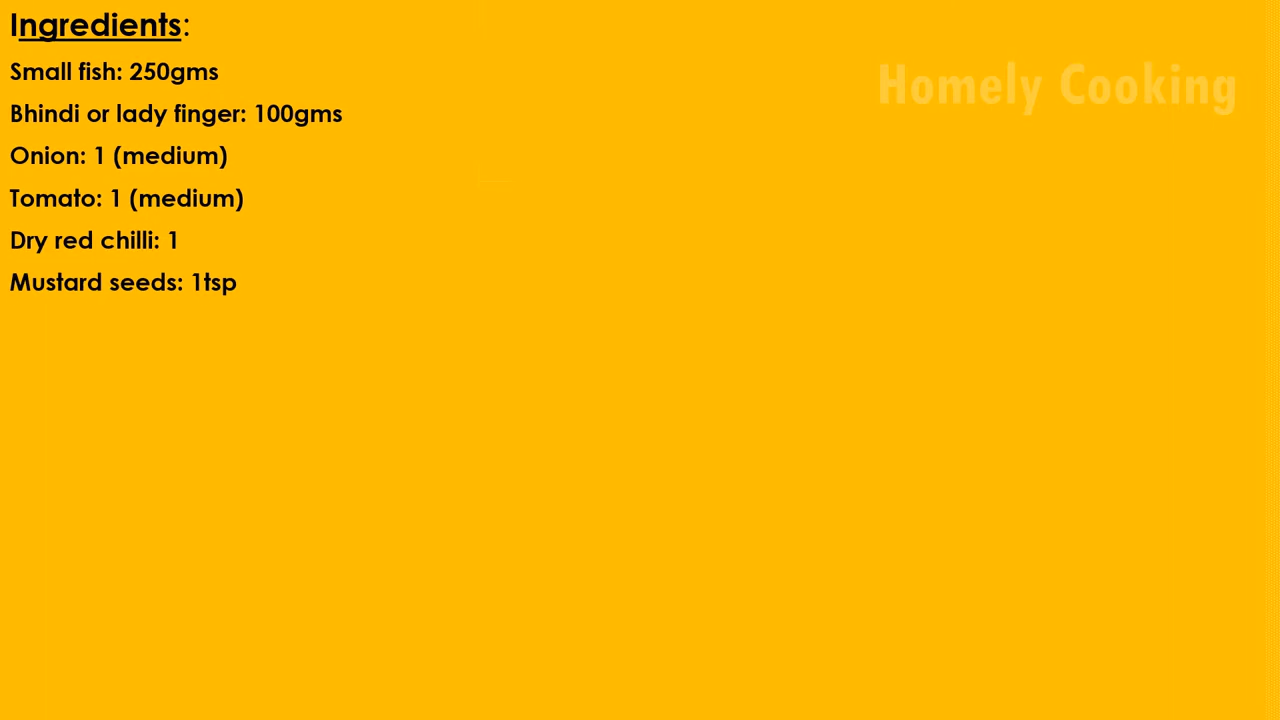 Ingredients:
Small fish: 250gms
Homely Cooking
Bhindi or lady finger: 100gms
Onion: 1 (medium)
Tomato: 1 (medium)
Dry red chilli: 1
Mustard seeds: 1tsp